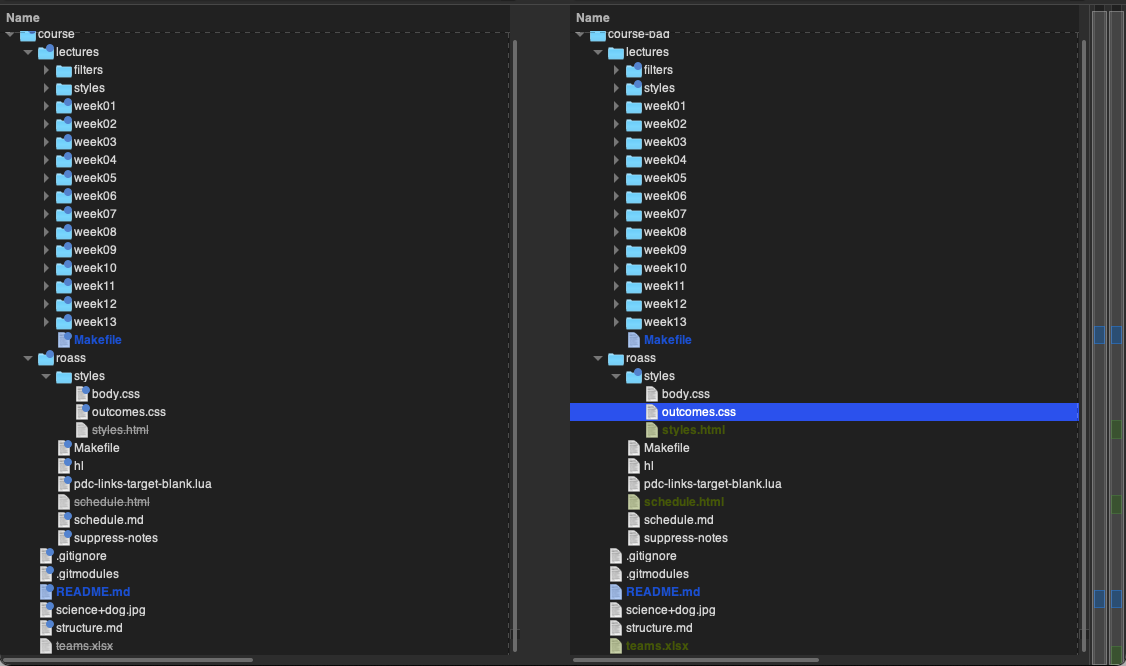 Name
course
lectures
filters
styles
week01
week02
week03
week04
week05
week06
week07
week08
week09
week10
week11
week12
week13
Makefile
roass
styles
body.css
outcomes.css
styles.html
Makefile
hl
pdc-links-target-blank.lua
schedule.html
schedule.md
suppress-notes
.gitignore
.gitmodules
README.md
science+dog.jpg
structure.md
teams.xlsx
Name
course-bad
lectures
filters
styles
week01
week02
week03
week04
week05
week06
week07
week08
week09
week10
week11
week12
week13
Makefile
roass
styles
body.css
outcomes.css
styles.html
Makefile
hl
pdc-links-target-blank.lua
schedule.html
schedule.md
suppress-notes
.gitignore
.gitmodules
README.md
science+dog.jpg
structure.md
teams.xlsx